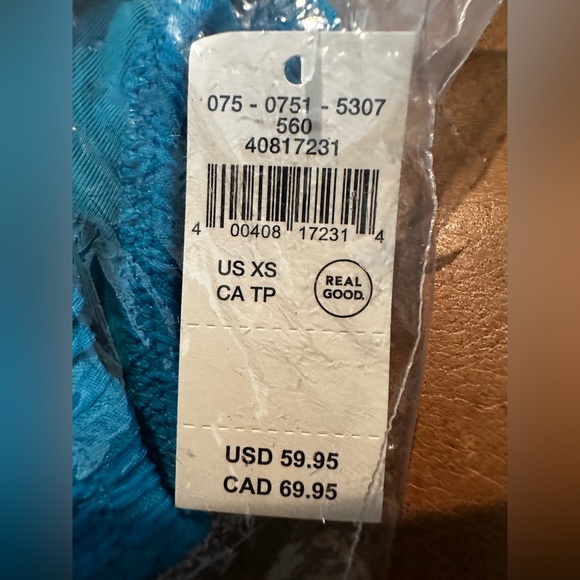 075 - 0751 - 5307
560
40817231
4 00408 17231 4
US XS
CA TP
REAL
GOOD.
USD 59.95
CAD 69.95